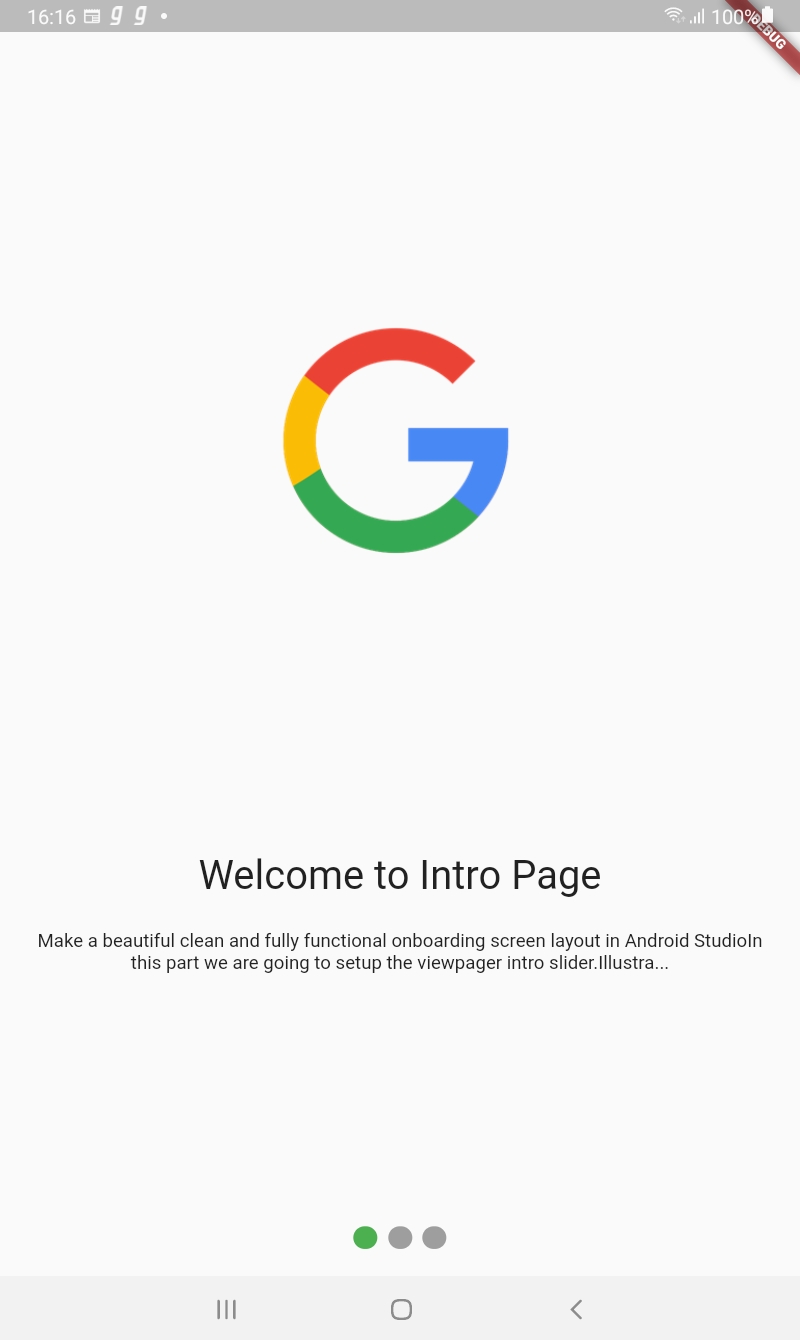 16:16 g g
100%
DEBUG
Welcome to Intro Page
Make a beautiful clean and fully functional onboarding screen layout in Android StudioIn
this part we are going to setup the viewpager intro slider.Illustra...